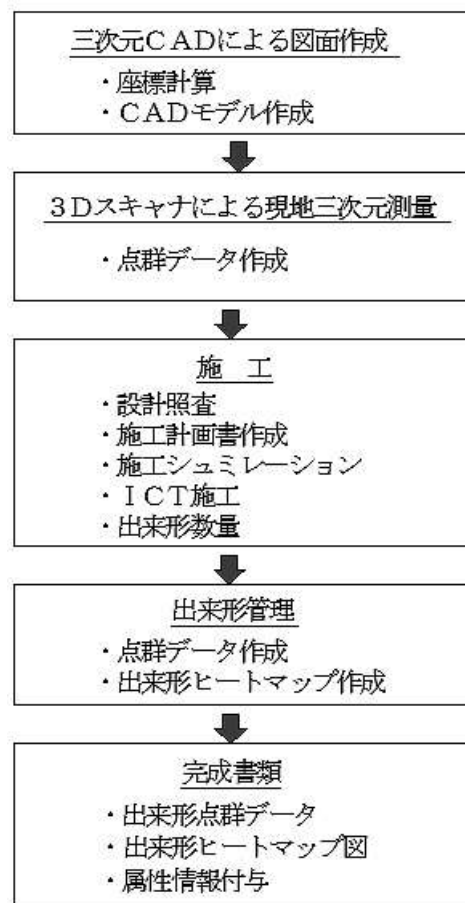 三次元CADによる図面作成
・座標計算
・CADモデル作成
3Dスキャナによる現地三次元測量
・点群データ作成
施 工
・設計照査
・施工計画書作成
・施工シュミレーション
・ICT施工
・出来形数量
出来形管理
・点群データ作成
・出来形ヒートマップ作成
完成書類
・出来形点群データ
・出来形ヒートマップ図
・属性情報付与